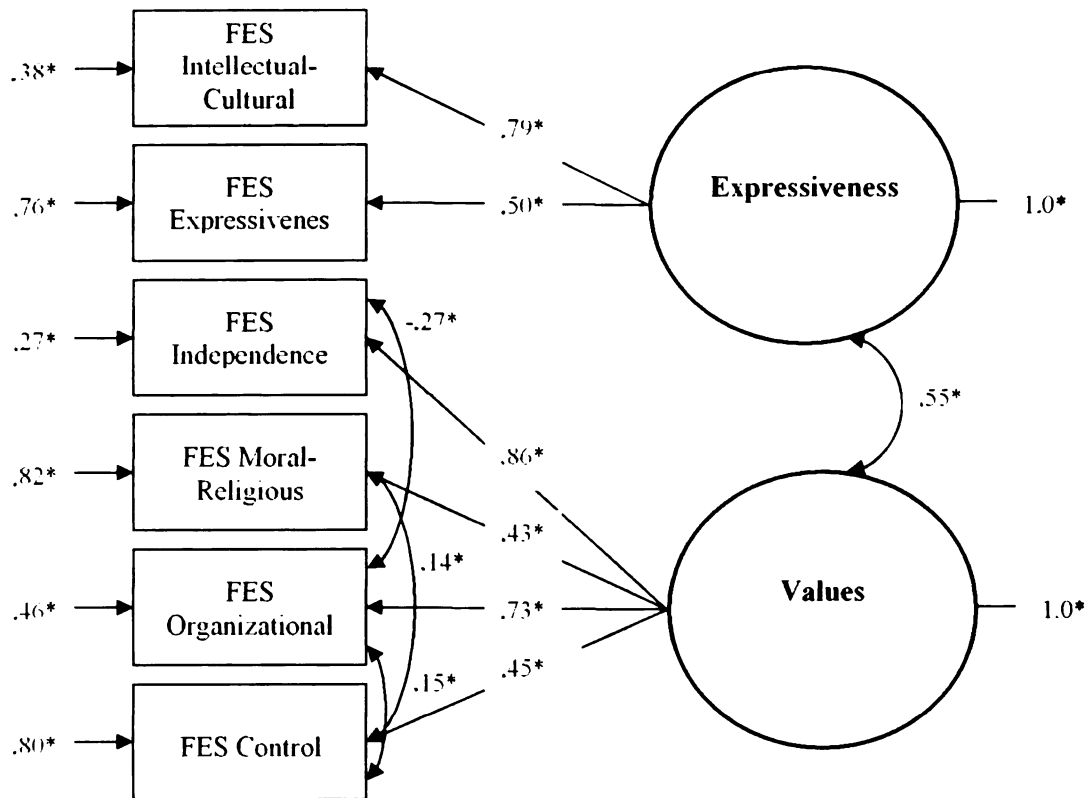 FES
Intellectual-
Cultural
.38*
.79*
FES
Expressivenes
.76*
.50*
Expressiveness
1.0*
FES
Independence
.27*
-.27*
.86*
.55*
FES Moral-
Religious
.82*
.43*
.14*
FES
Organizational
.46*
.73*
Values
1.0*
.45*
.15*
FES Control
.80*